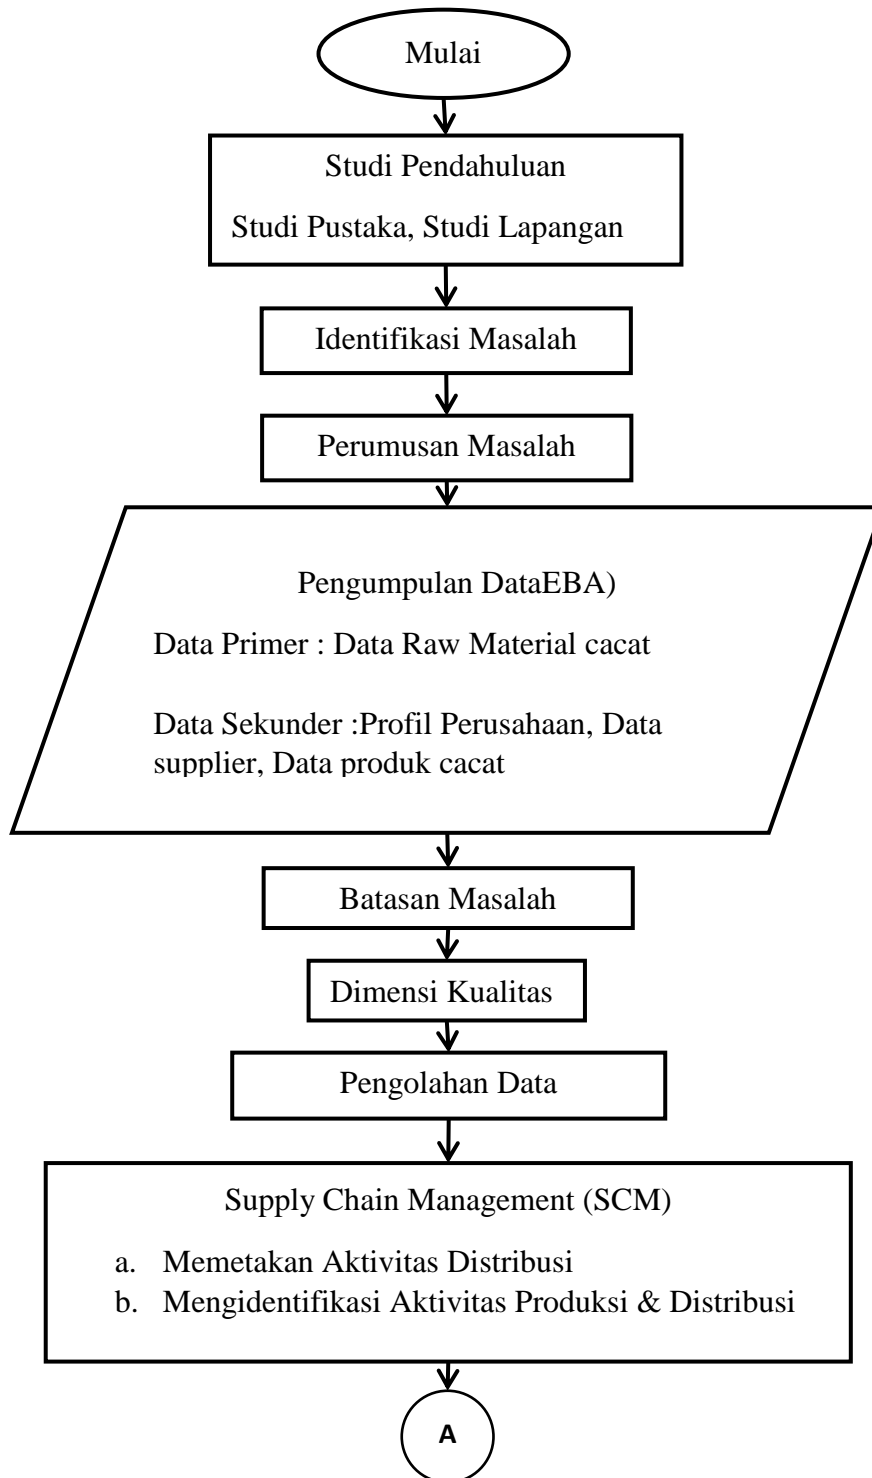 Mulai
Studi Pendahuluan
Studi Pustaka, Studi Lapangan
Identifikasi Masalah
Perumusan Masalah
Pengumpulan DataEBA)
Data Primer : Data Raw Material cacat
Data Sekunder :Profil Perusahaan, Data
supplier, Data produk cacat
Batasan Masalah
Dimensi Kualitas
Pengolahan Data
Supply Chain Management (SCM)
a. Memetakan Aktivitas Distribusi
b. Mengidentifikasi Aktivitas Produksi & Distribusi
A